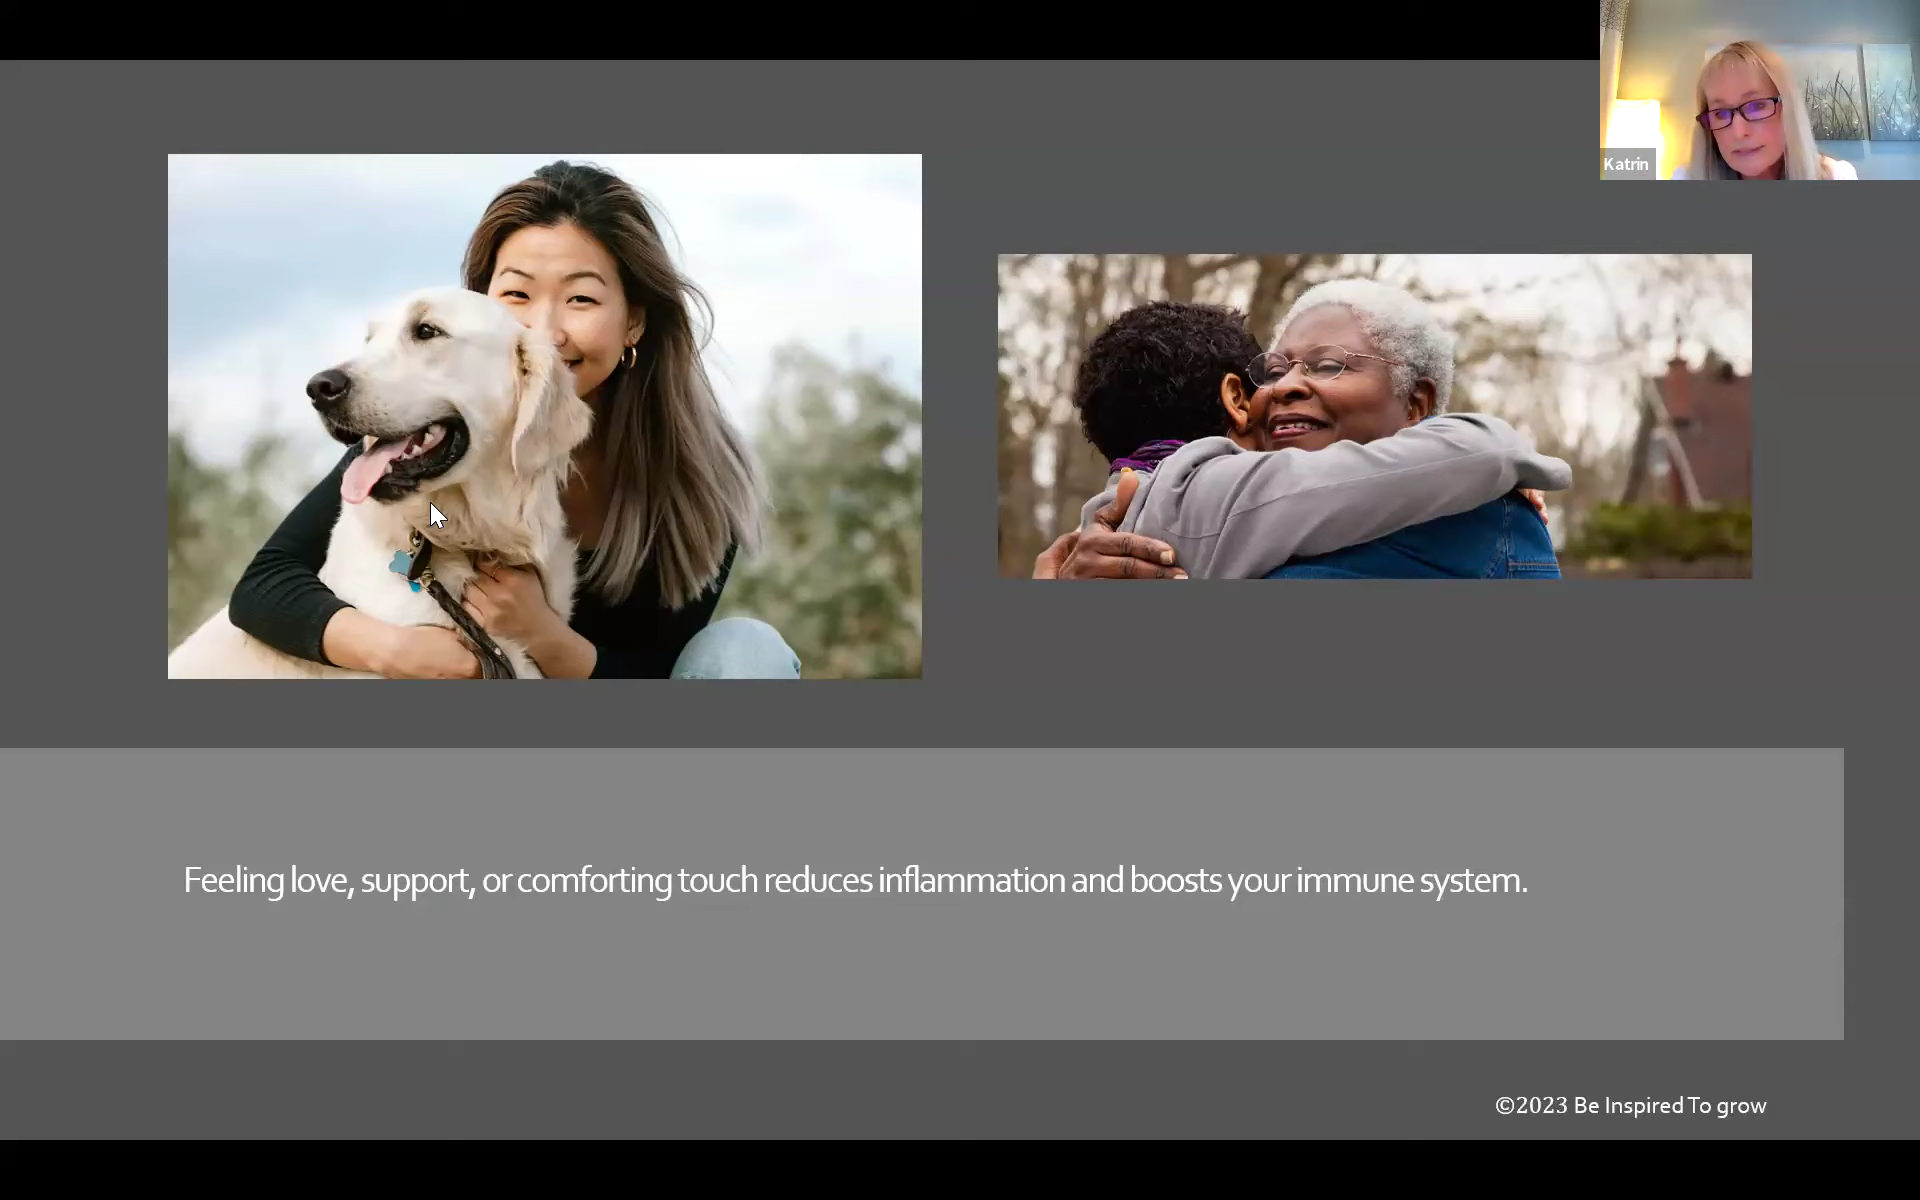 Katrin
Feeling love, support, or comforting touch reduces inflammation and boosts your immune system.
©2023 Be Inspired To grow